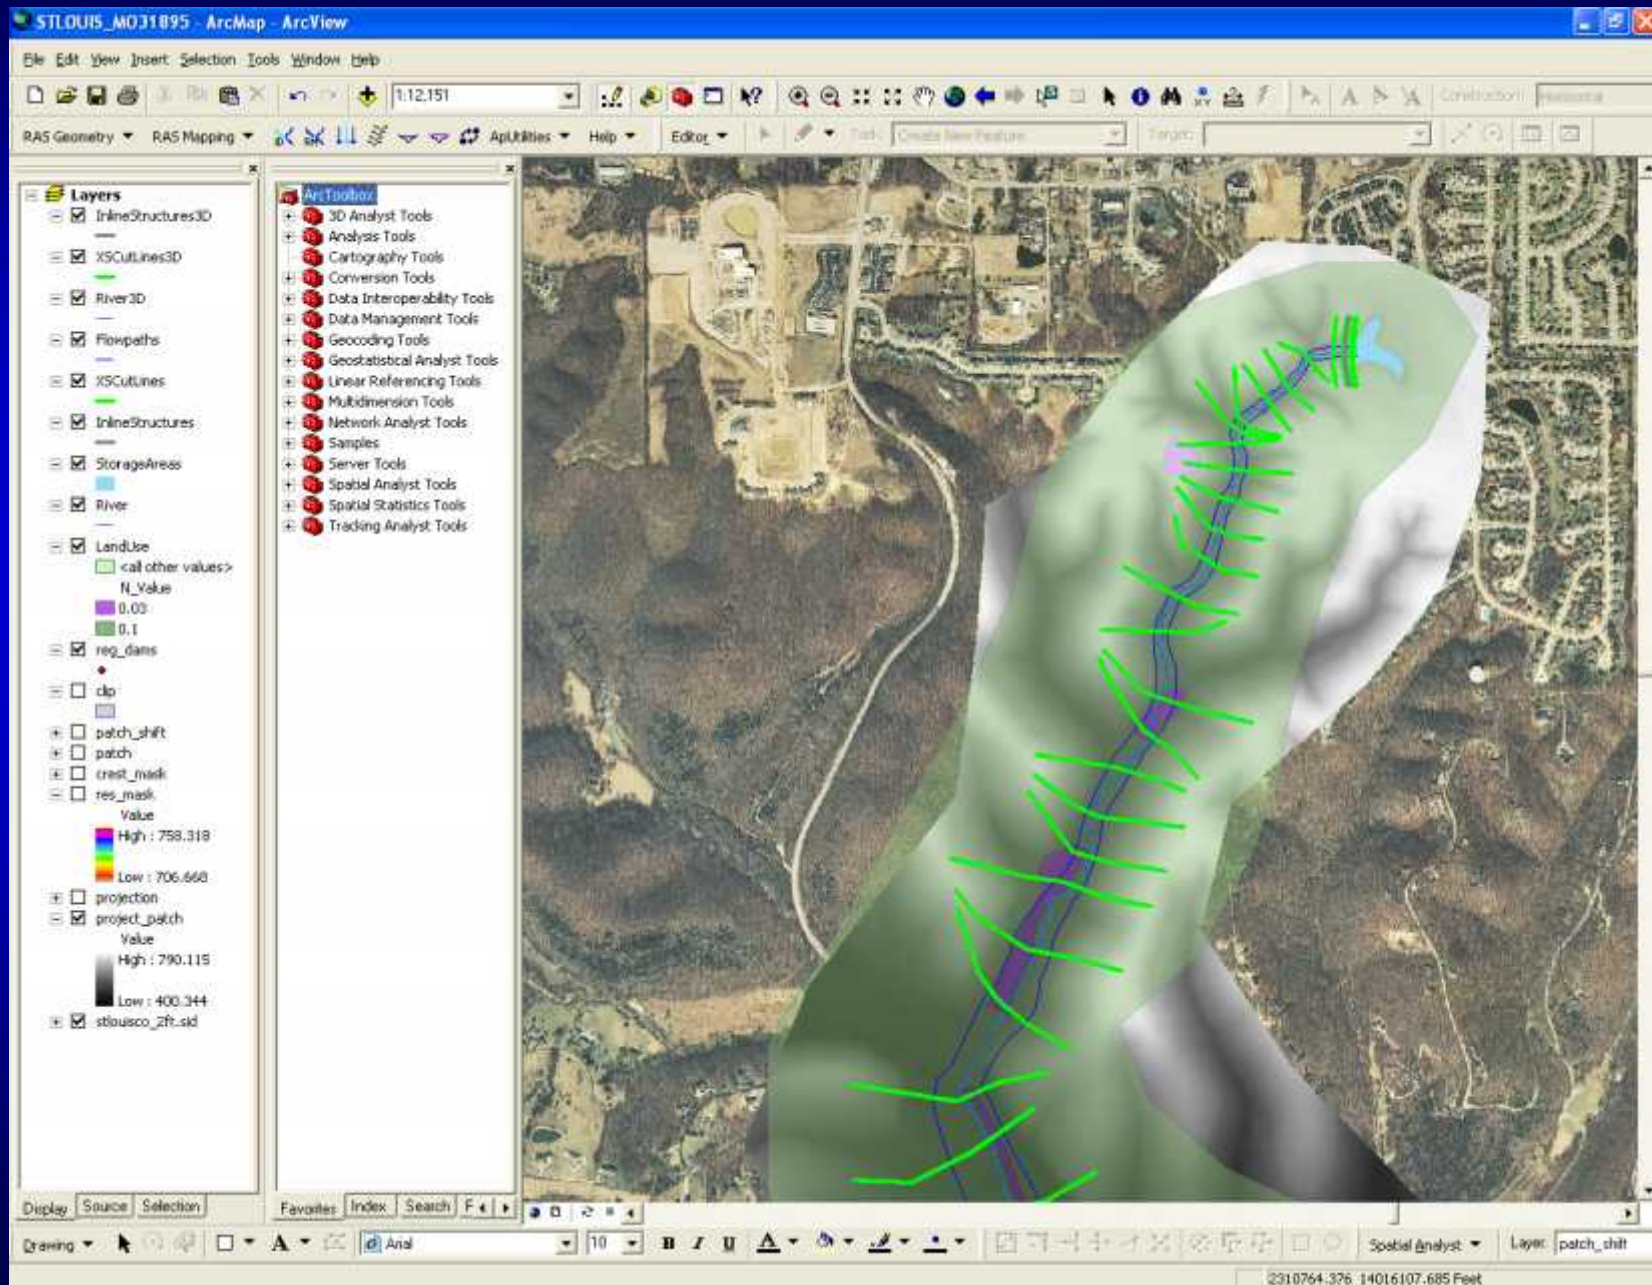 STLOUIS_MO31895 - ArcMap - ArcView
File Edit View Insert Selection Tools Window Help
1:12,151
RAS Geometry RAS Mapping ApUtilities Help Editor Task: Create New Feature Target:
Layers
InlineStructures3D
XSCutLines3D
River3D
Flowpaths
XSCutLines
InlineStructures
StorageAreas
River
LandUse
<all other values>
N_Value
0.03
0.1
reg_dams
clip
patch_shift
patch
crest_mask
res_mask
Value
High : 758.318
Low : 706.668
projection
project_patch
Value
High : 790.115
Low : 400.344
stlouisco_2ft.sid
Display Source Selection
ArcToolbox
3D Analyst Tools
Analysis Tools
Cartography Tools
Conversion Tools
Data Interoperability Tools
Data Management Tools
Geocoding Tools
Geostatistical Analyst Tools
Linear Referencing Tools
Multidimension Tools
Network Analyst Tools
Samples
Server Tools
Spatial Analyst Tools
Spatial Statistics Tools
Tracking Analyst Tools
Favorites Index Search F
Drawing A Arial 10 B I U A Spatial Analyst Layer: patch_shift
2310764.376 14016107.685 Feet